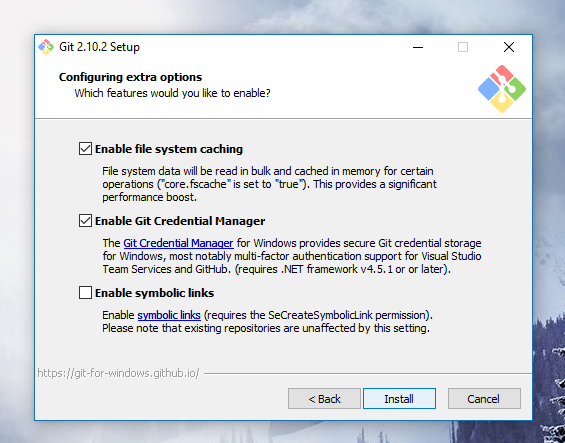 Git 2.10.2 Setup
Configuring extra options
Which features would you like to enable?
Enable file system caching
File system data will be read in bulk and cached in memory for certain
operations ("core.fscache" is set to "true"). This provides a significant
performance boost.
Enable Git Credential Manager
The Git Credential Manager for Windows provides secure Git credential storage
for Windows, most notably multi-factor authentication support for Visual Studio
Team Services and GitHub. (requires .NET framework v4.5.1 or or later).
Enable symbolic links
Enable symbolic links (requires the SeCreateSymbolicLink permission).
Please note that existing repositories are unaffected by this setting.
https://git-for-windows.github.io/
< Back
Install
Cancel